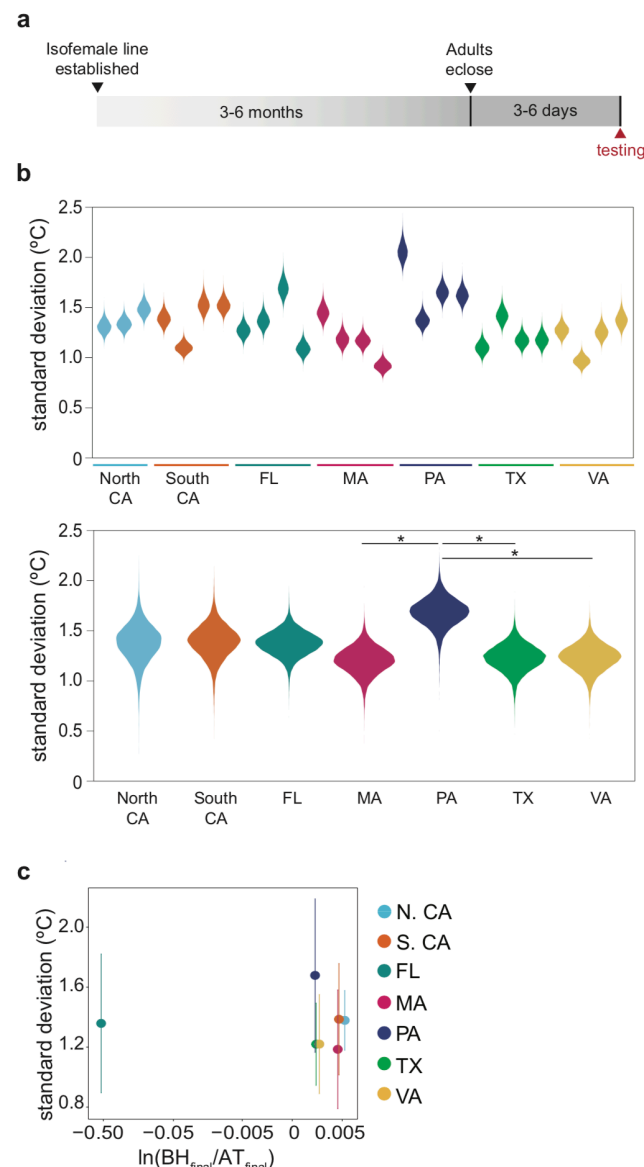 a
Isofemale line
established
Adults
eclose
3-6 months
3-6 days
testing
b
standard deviation (ºC)
2.5
2.0
1.5
1.0
0.5
0
North
CA
South
CA
FL
MA
PA
TX
VA
standard deviation (ºC)
2.5
2.0
1.5
1.0
0.5
0
* *
*
North
CA
South
CA
FL
MA
PA
TX
VA
c
standard deviation (ºC)
2.0
1.6
1.2
0.8
−0.50 −0.05 −0.005 0 0.005
ln(BHfinal/ATfinal)
N. CA
S. CA
FL
MA
PA
TX
VA